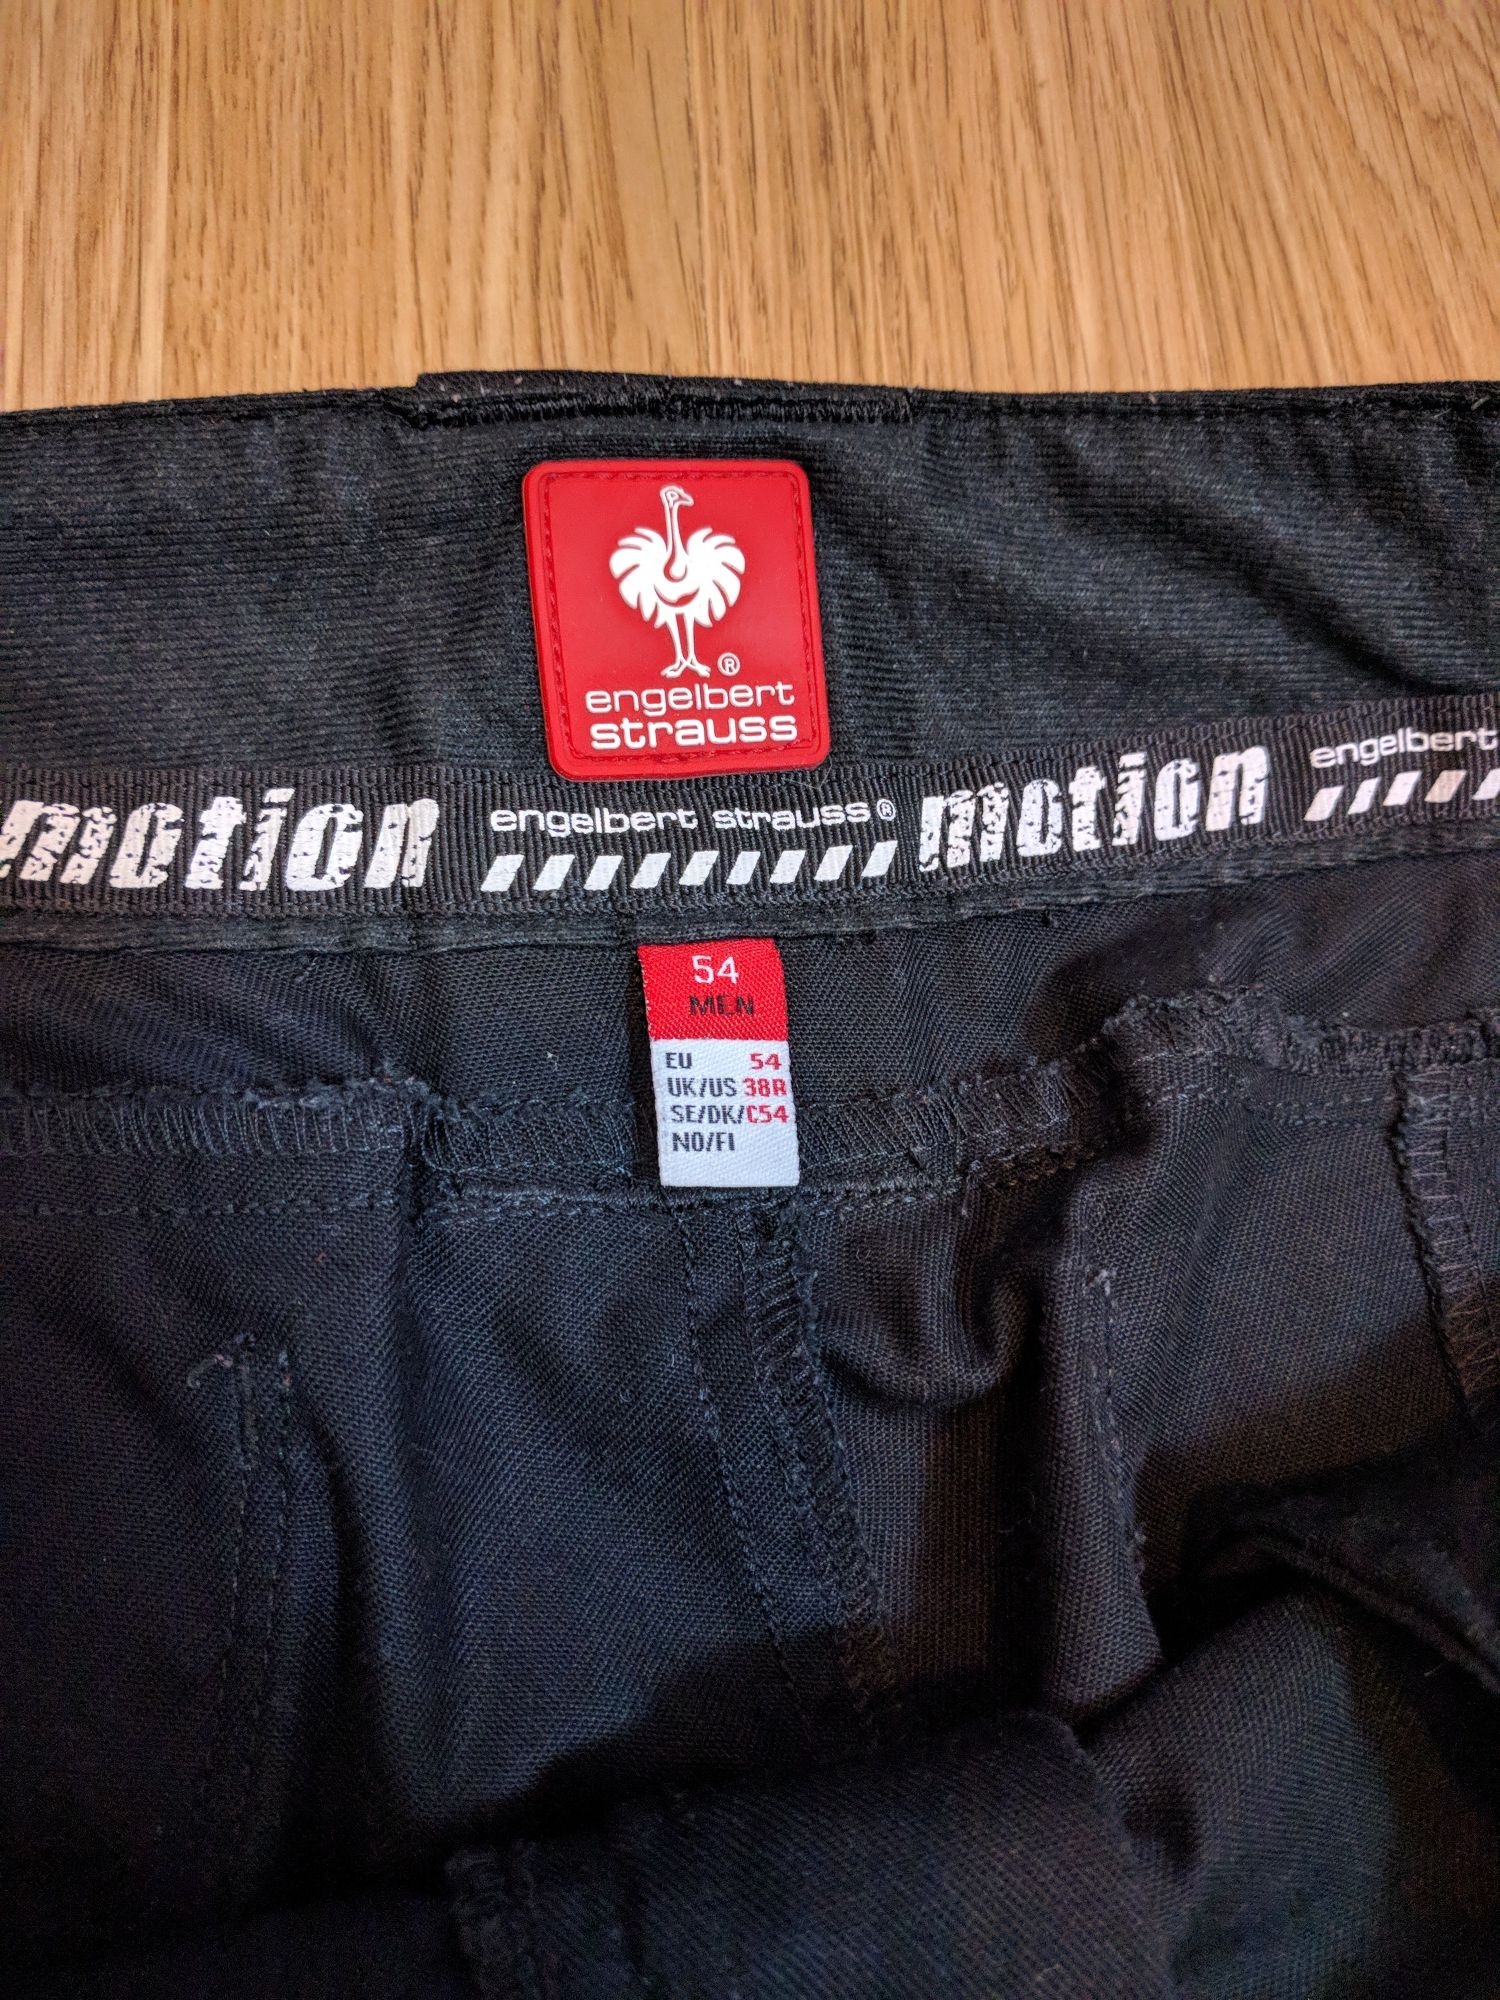 ®
engelbert
strauss
motion engelbert strauss® motion engelbert
54
MEN
EU 54
UK/US 38R
SE/DK/C54
NO/FI